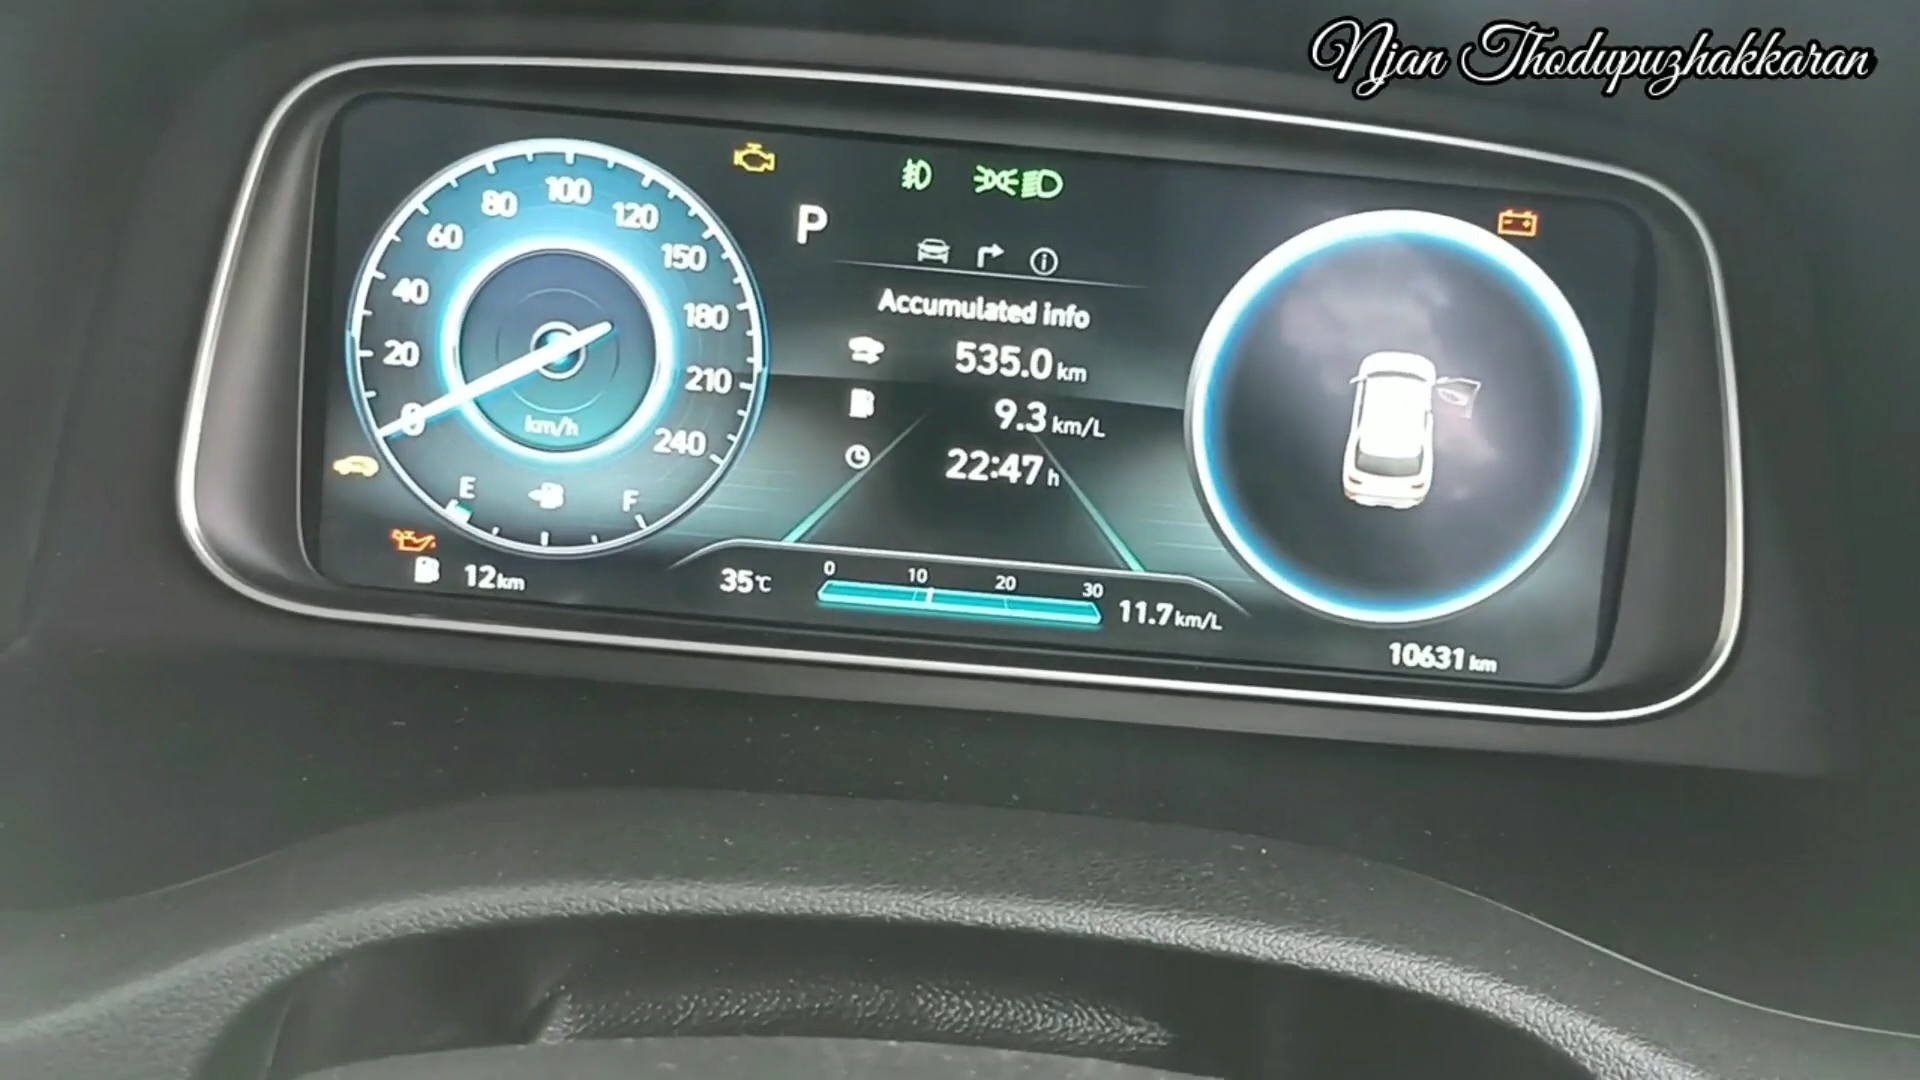 Njan Thodupuzhakkaran
0 20 40 60 80 100 120 150 180 210 240
km/h
E F
P
Accumulated info
535.0 km
9.3 km/L
22:47 h
12 km
35°C
0 10 20 30
11.7 km/L
10631 km